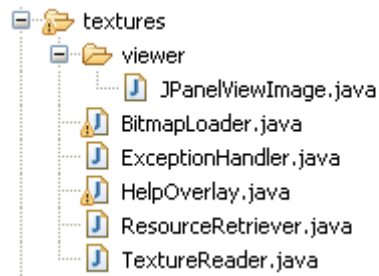 textures
viewer
JPanelViewImage.java
BitmapLoader.java
ExceptionHandler.java
HelpOverlay.java
ResourceRetriever.java
TextureReader.java